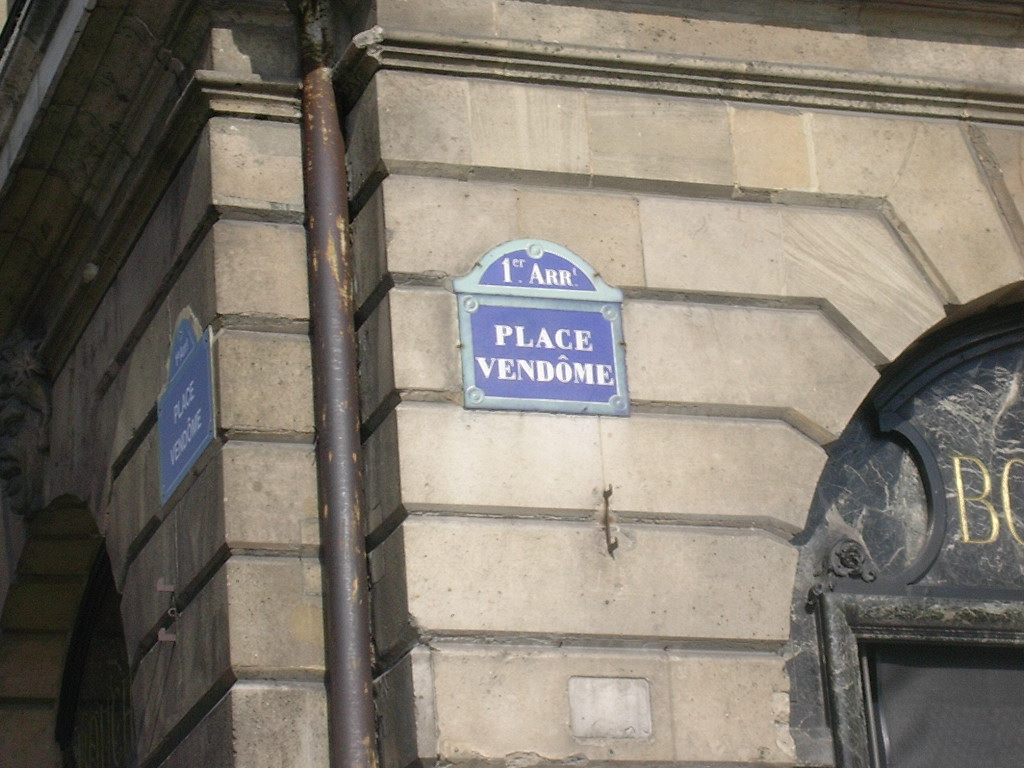 1er. ARRt.
PLACE
VENDÔME
PLACE
VENDÔME
BO